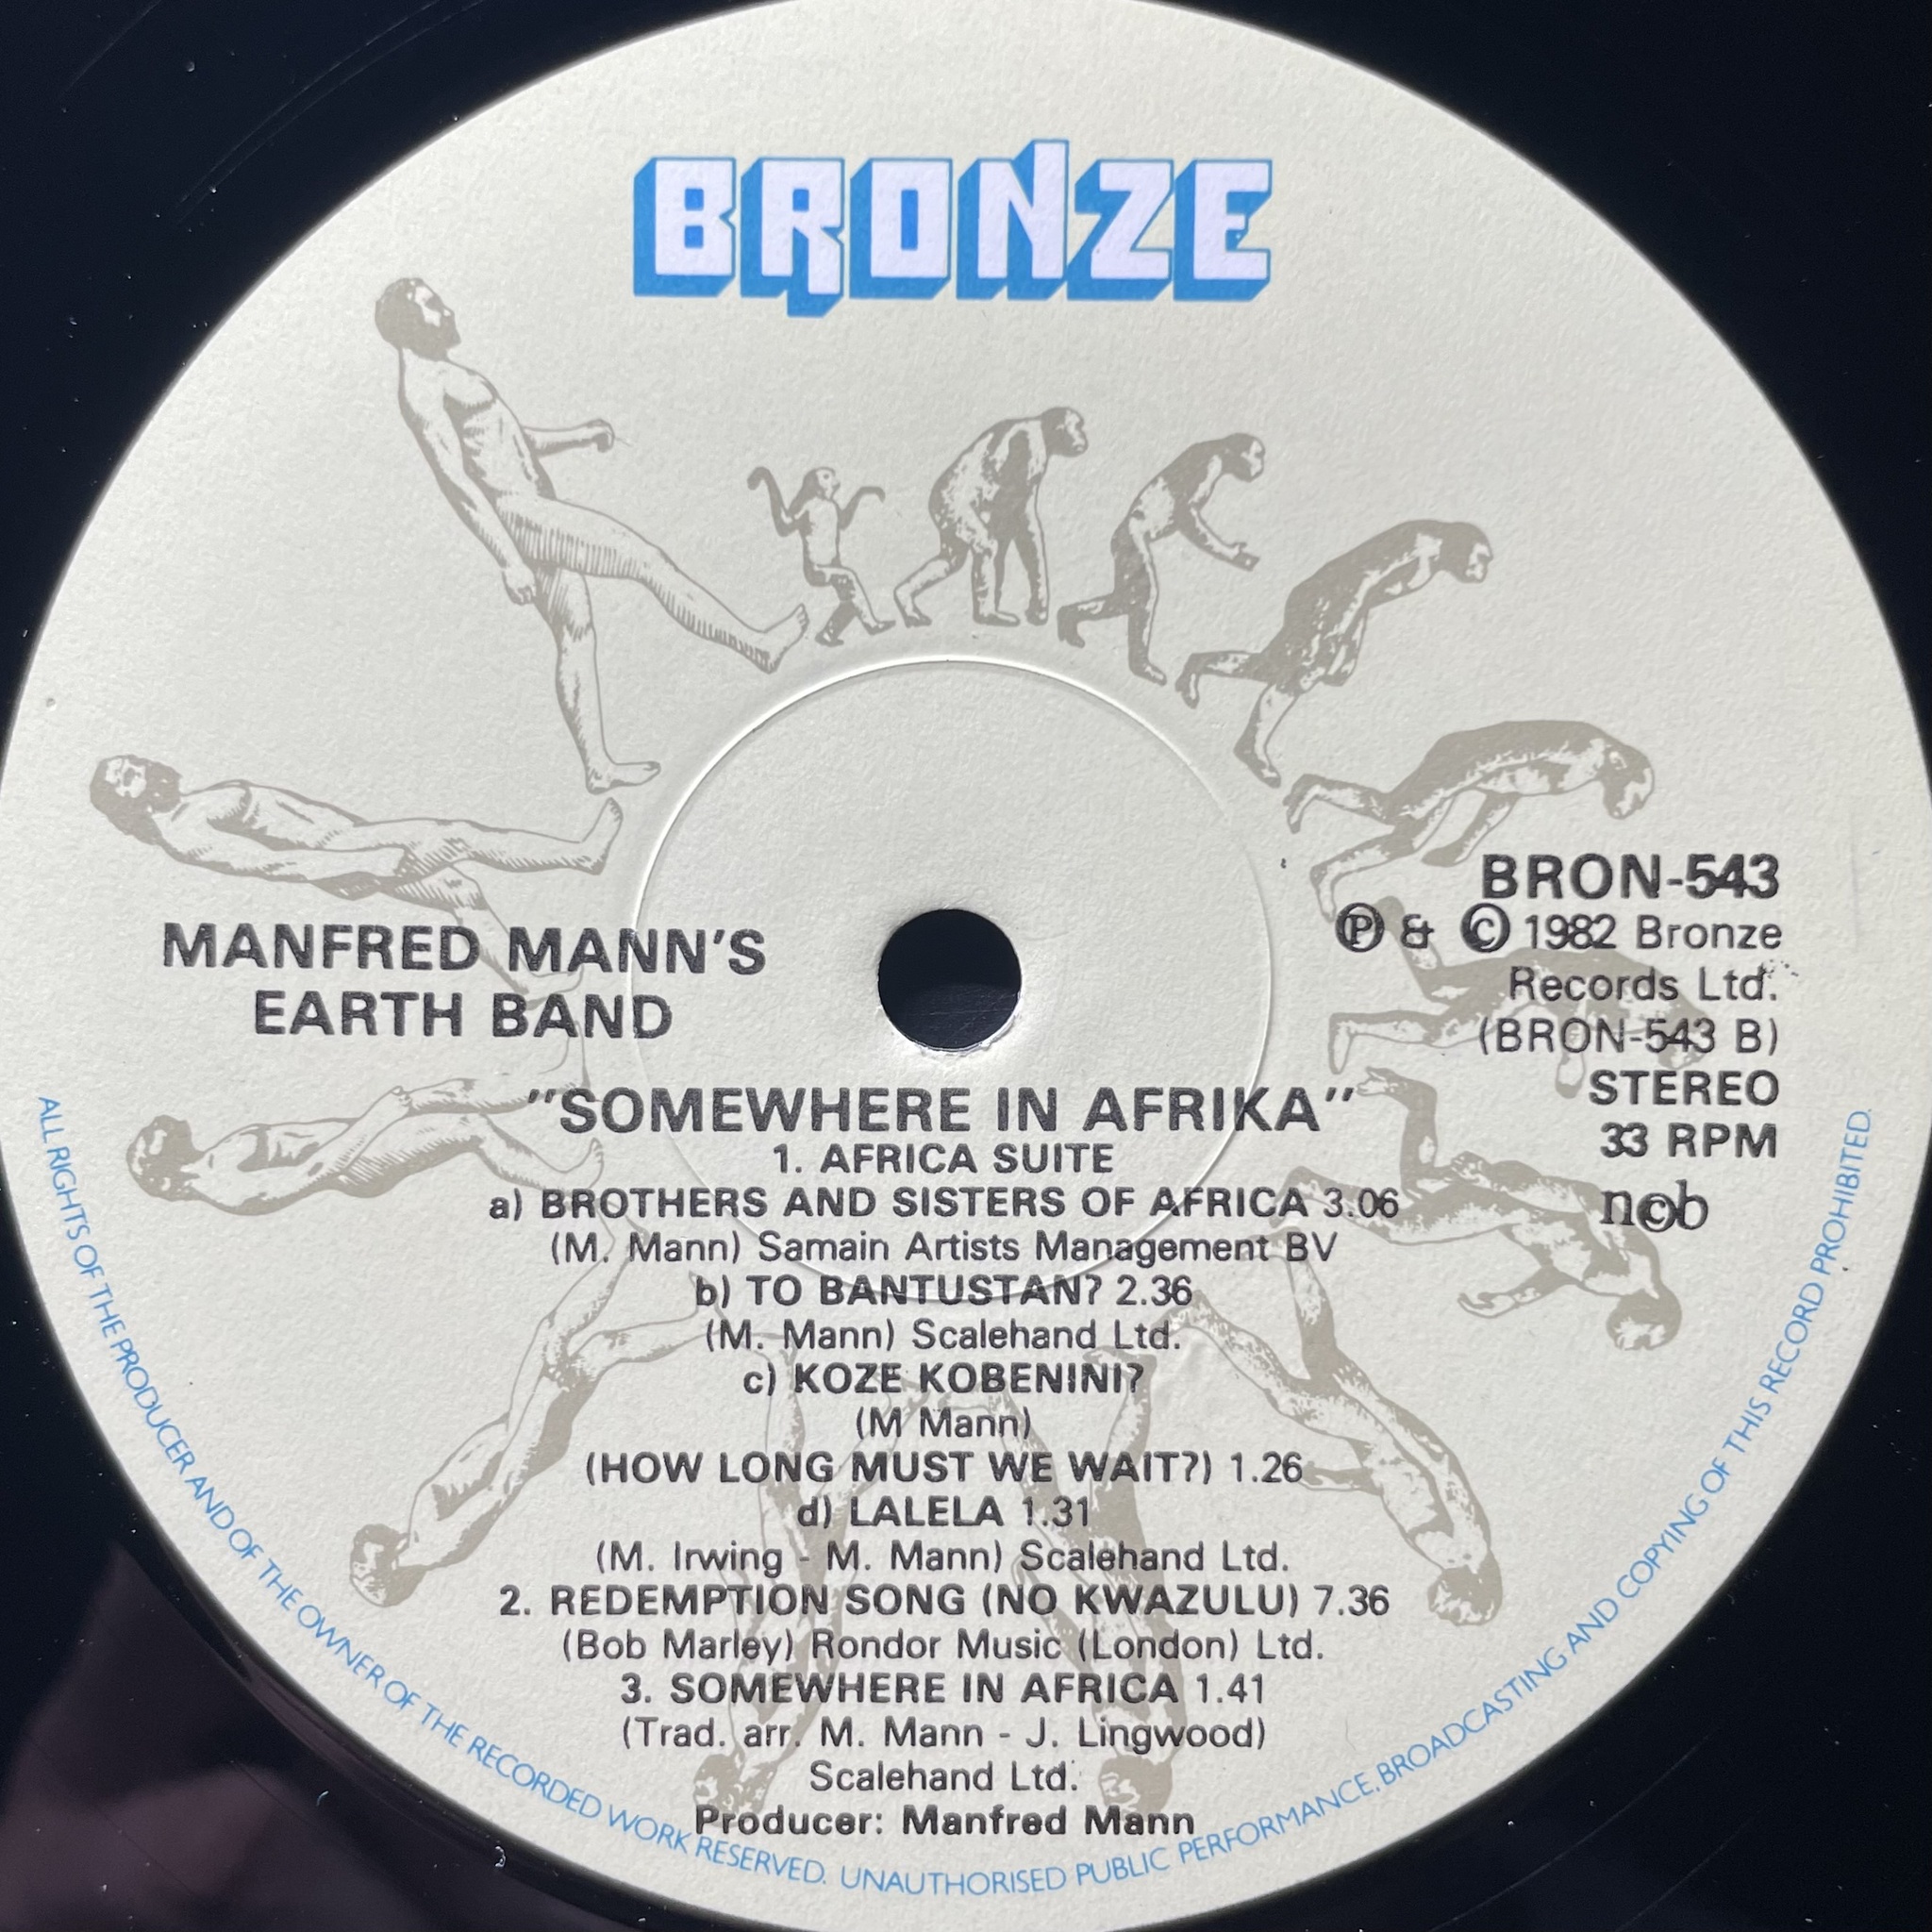 BRONZE
BRON-543
Ⓟ & © 1982 Bronze
Records Ltd.
(BRON-543 B)
STEREO
33 RPM
n©b
MANFRED MANN'S
EARTH BAND
"SOMEWHERE IN AFRIKA"
1. AFRICA SUITE
a) BROTHERS AND SISTERS OF AFRICA 3.06
(M. Mann) Samain Artists Management BV
b) TO BANTUSTAN? 2.36
(M. Mann) Scalehand Ltd.
c) KOZE KOBENINI?
(M Mann)
(HOW LONG MUST WE WAIT?) 1.26
d) LALELA 1.31
(M. Irwing - M. Mann) Scalehand Ltd.
2. REDEMPTION SONG (NO KWAZULU) 7.36
(Bob Marley) Rondor Music (London) Ltd.
3. SOMEWHERE IN AFRICA 1.41
(Trad. arr. M. Mann - J. Lingwood)
Scalehand Ltd.
Producer: Manfred Mann
ALL RIGHTS OF THE PRODUCER AND OF THE OWNER OF THE RECORDED WORK RESERVED. UNAUTHORISED PUBLIC PERFORMANCE, BROADCASTING AND COPYING OF THIS RECORD PROHIBITED.